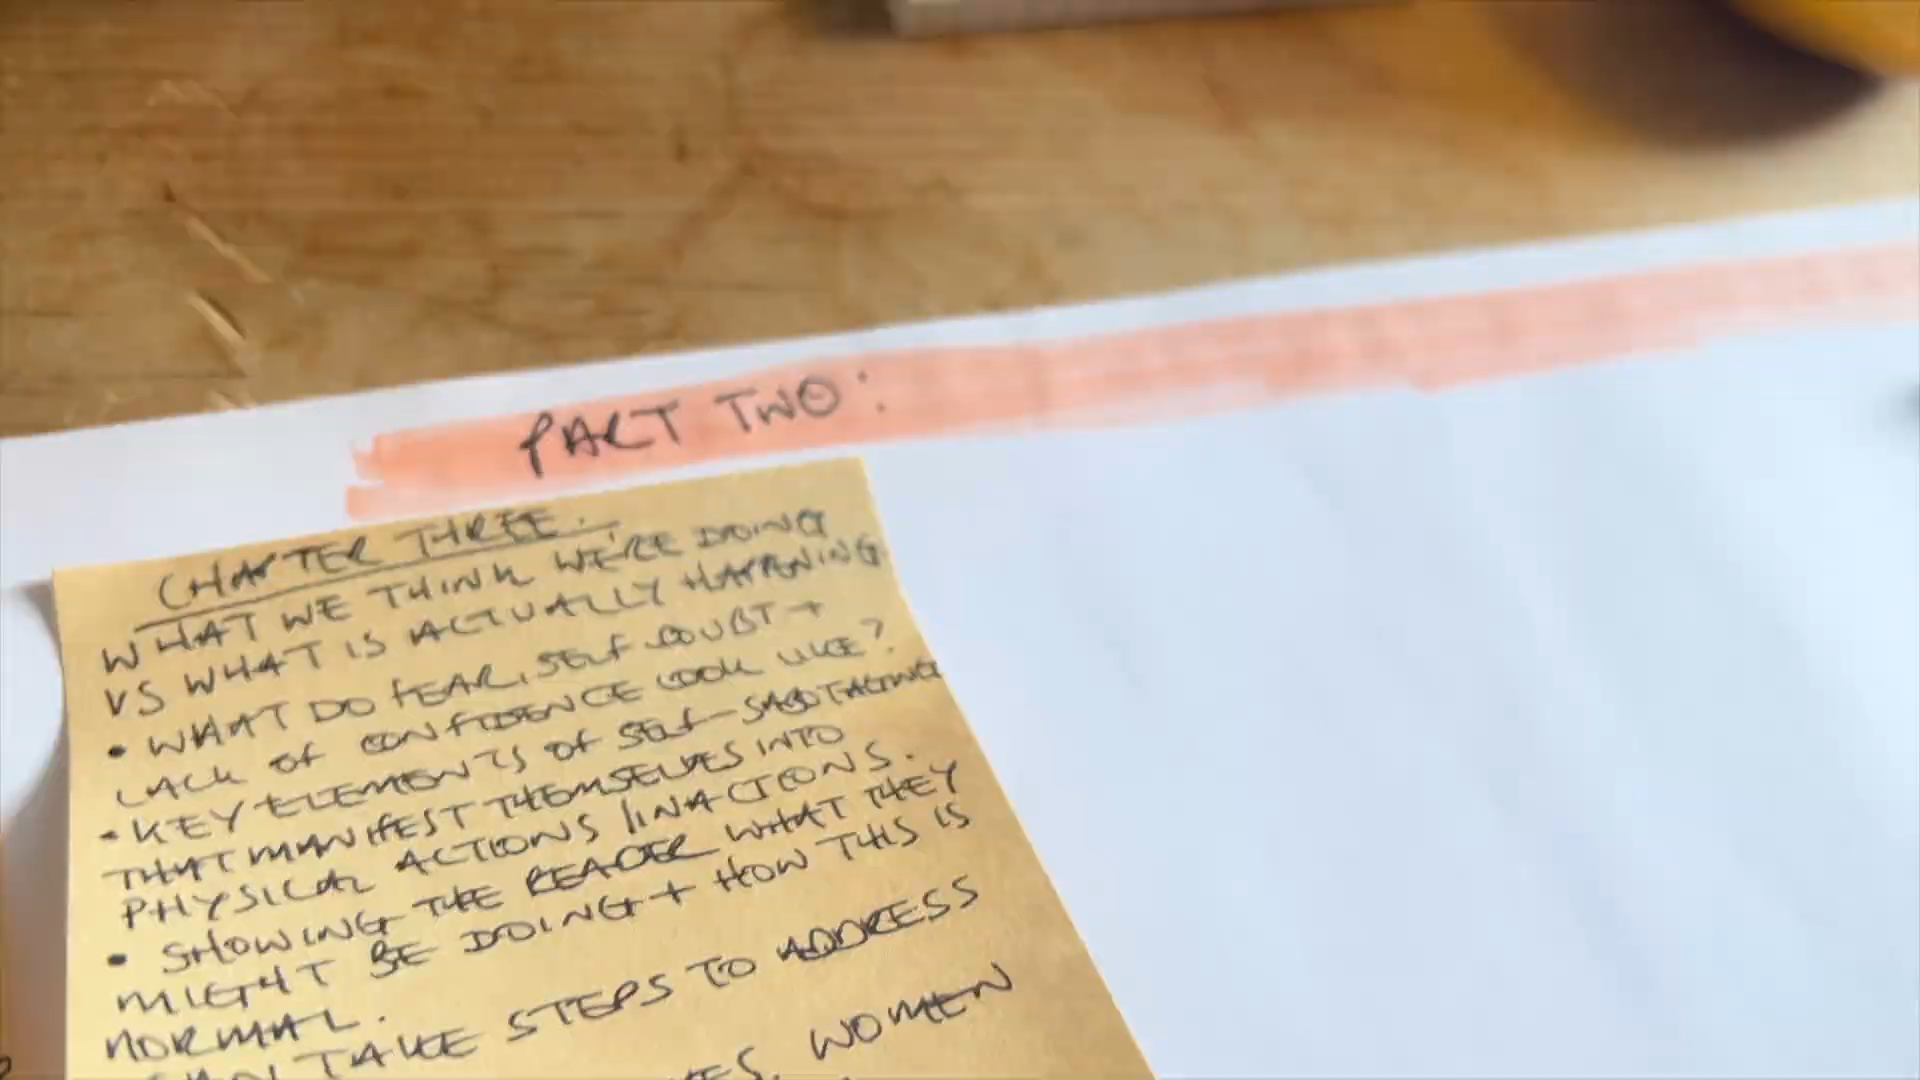 PART TWO:
CHAPTER THREE.
WHAT WE THINK WE'RE DOING
VS WHAT IS ACTUALLY HAPPENING
• WHAT DO FEAR, SELF DOUBT +
LACK OF CONFIDENCE LOOK LIKE?
• KEY ELEMENTS OF SELF-SABOTAGING
THAT MANIFEST THEMSELVES INTO
PHYSICAL ACTIONS/INACTIONS.
• SHOWING THE READER WHAT THEY
MIGHT BE DOING + HOW THIS IS
NORMAL.
TAKE STEPS TO ADDRESS
WOMEN